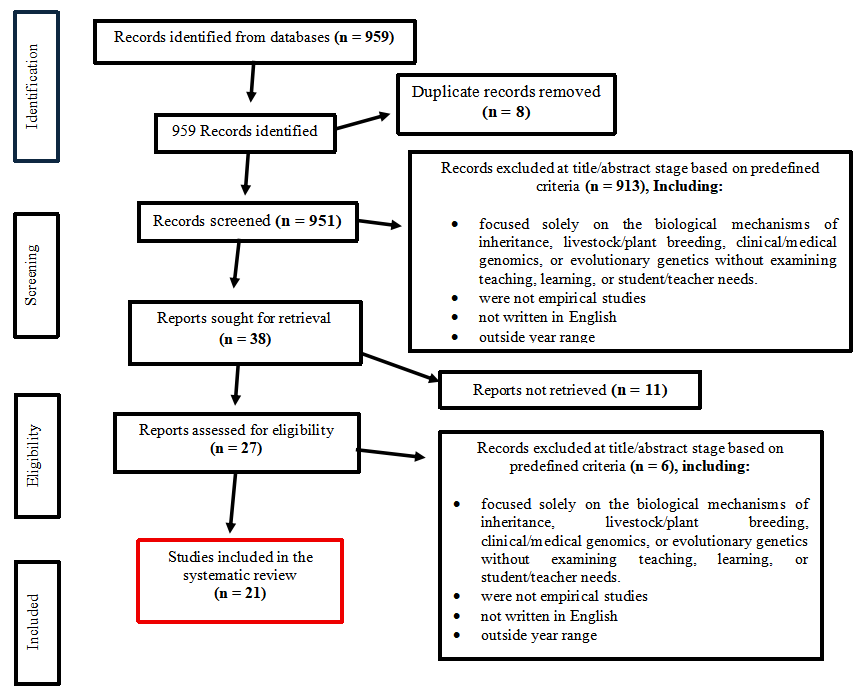 Identification
Records identified from databases (n = 959)
959 Records identified
Duplicate records removed
(n = 8)
Screening
Records screened (n = 951)
Records excluded at title/abstract stage based on predefined
criteria (n = 913), Including:
• focused solely on the biological mechanisms of
inheritance, livestock/plant breeding, clinical/medical
genomics, or evolutionary genetics without examining
teaching, learning, or student/teacher needs.
• were not empirical studies
• not written in English
• outside year range
Reports sought for retrieval
(n = 38)
Reports not retrieved (n = 11)
Eligibility
Reports assessed for eligibility
(n = 27)
Records excluded at title/abstract stage based on
predefined criteria (n = 6), including:
• focused solely on the biological mechanisms of
inheritance, livestock/plant breeding,
clinical/medical genomics, or evolutionary genetics
without examining teaching, learning, or
student/teacher needs.
• were not empirical studies
• not written in English
• outside year range
Included
Studies included in the
systematic review
(n = 21)